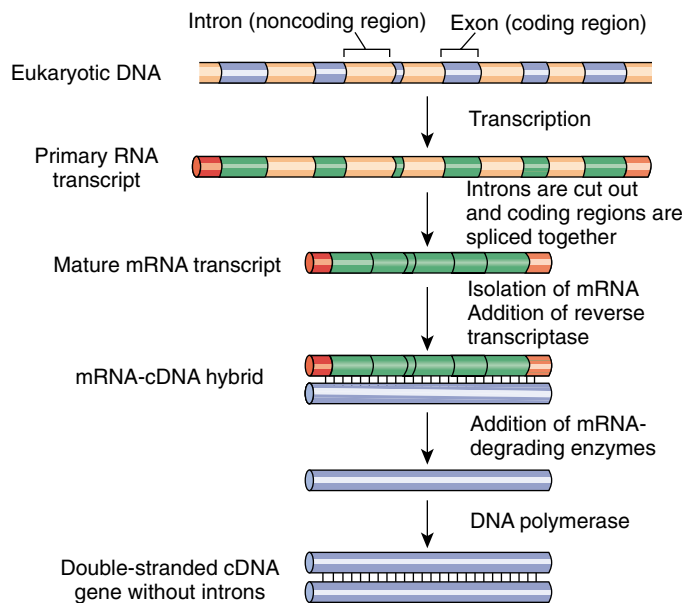 Intron (noncoding region)
Exon (coding region)
Eukaryotic DNA
Transcription
Primary RNA
transcript
Introns are cut out
and coding regions are
spliced together
Mature mRNA transcript
Isolation of mRNA
Addition of reverse
transcriptase
mRNA-cDNA hybrid
Addition of mRNA-
degrading enzymes
DNA polymerase
Double-stranded cDNA
gene without introns